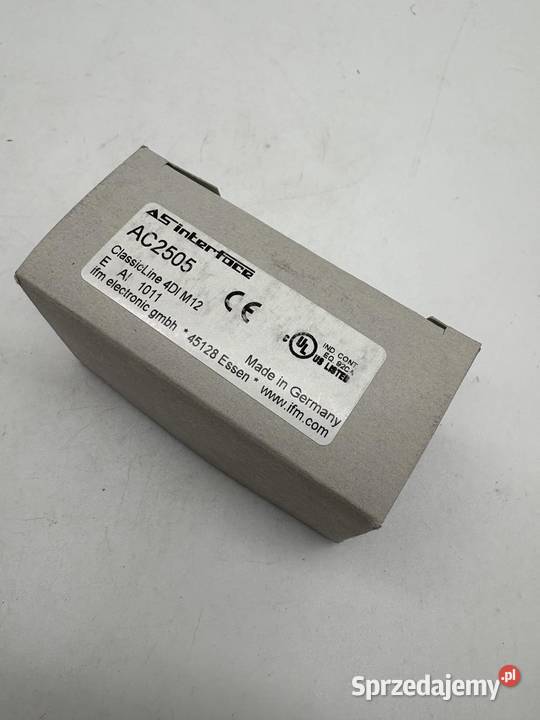 AS interface
AC2505
ClassicLine 4DI M12
E AI 1011
ifm electronic gmbh * 45128 Essen * www.ifm.com
Made in Germany
CE
C UL US LISTED
IND. CONT.
EQ.
Sprzedajemy.pl